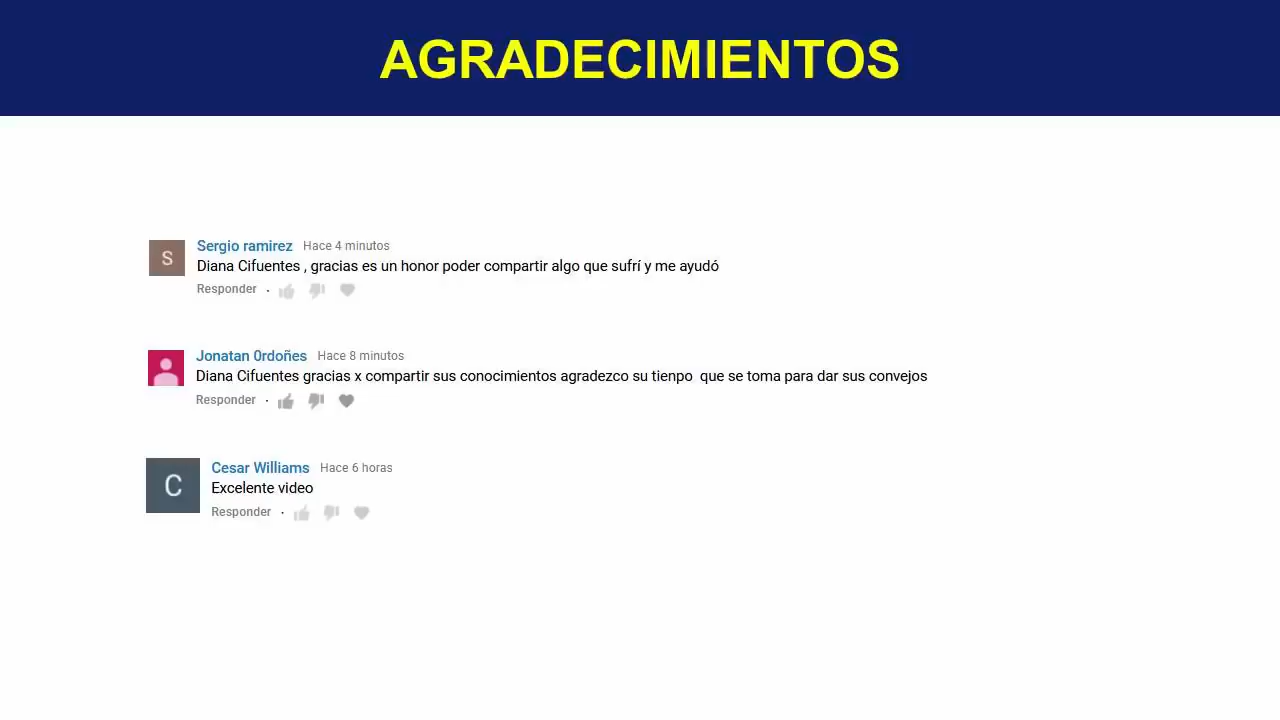 AGRADECIMIENTOS
S
Sergio ramirez Hace 4 minutos
Diana Cifuentes , gracias es un honor poder compartir algo que sufrí y me ayudó
Responder ·
Jonatan 0rdoñes Hace 8 minutos
Diana Cifuentes gracias x compartir sus conocimientos agradezco su tienpo que se toma para dar sus convejos
Responder ·
C
Cesar Williams Hace 6 horas
Excelente video
Responder ·